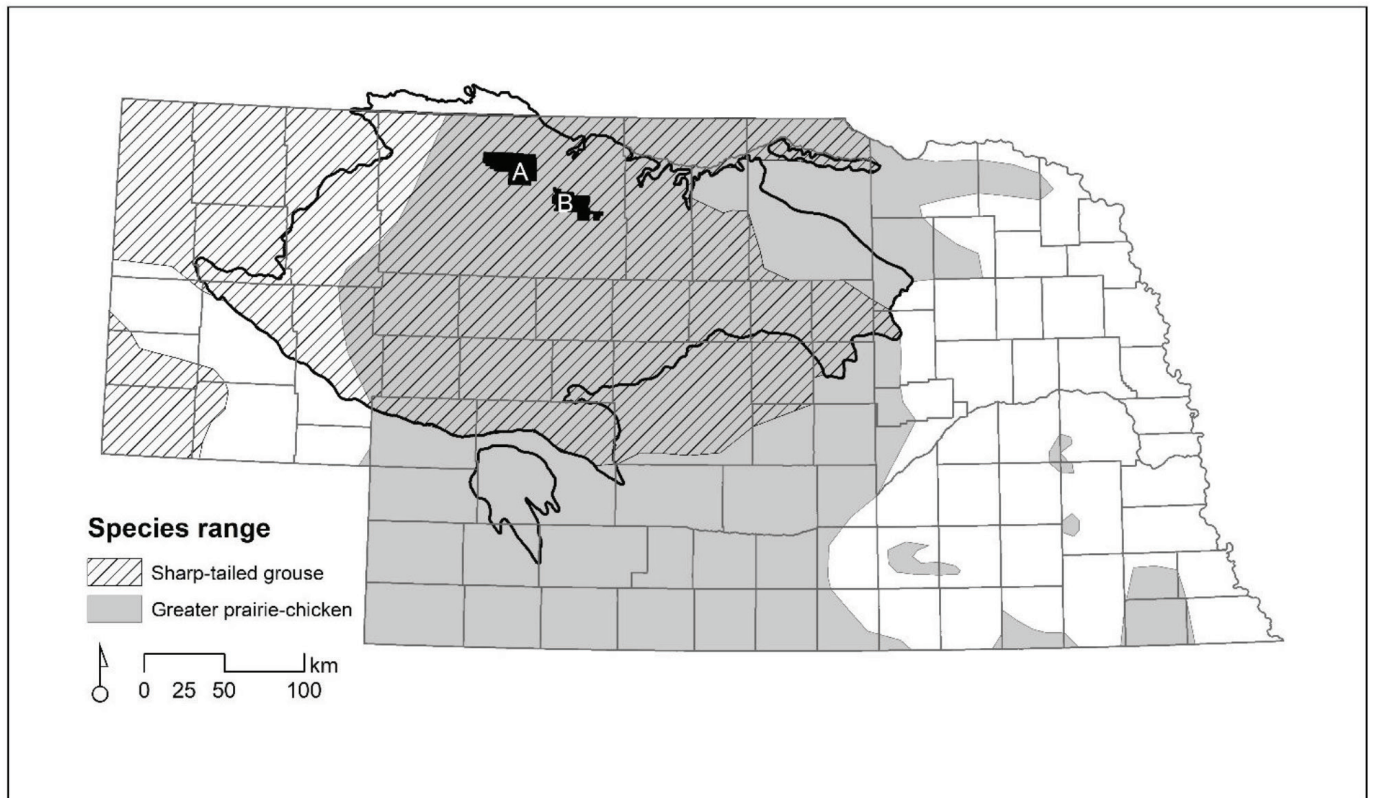 A
B
Species range
Sharp-tailed grouse
Greater prairie-chicken
km
0 25 50 100